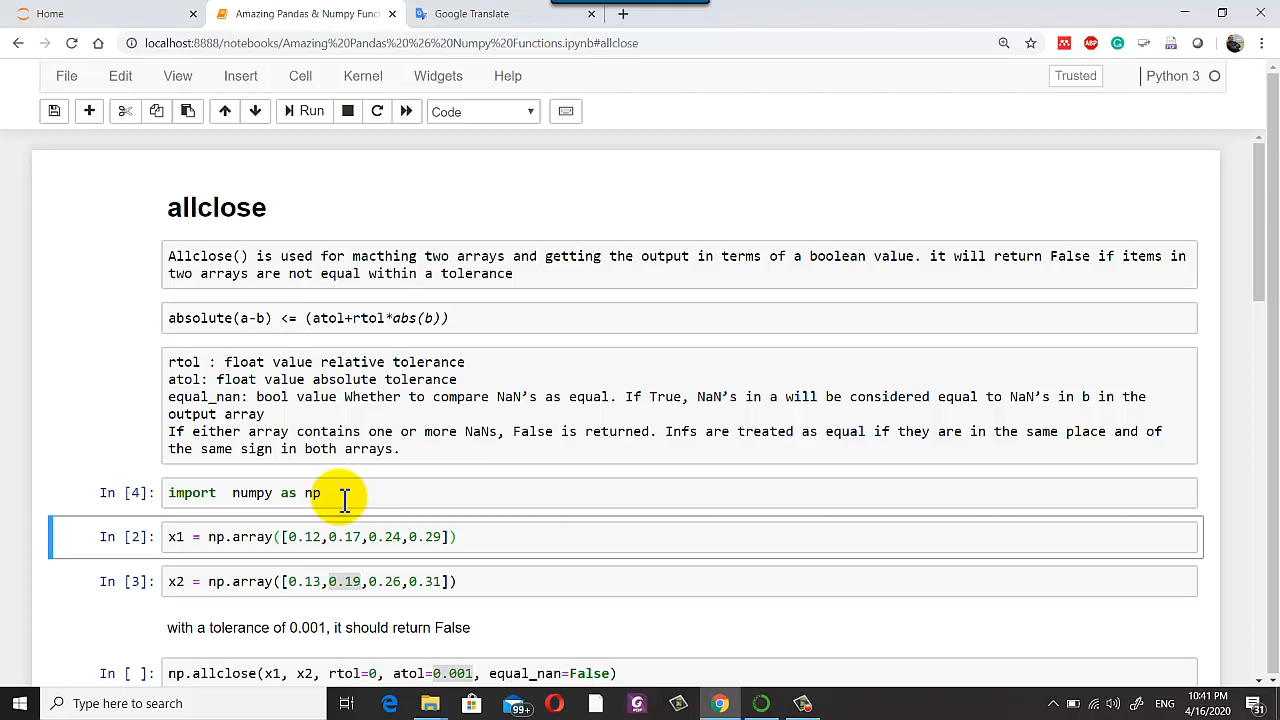 Home
Amazing Pandas & Numpy Func
Google Translate
localhost:8888/notebooks/Amazing%20Pandas%20%26%20Numpy%20Functions.ipynb#allclose
ABP
File Edit View Insert Cell Kernel Widgets Help
Trusted
Python 3
Run
Code
allclose
Allclose() is used for macthing two arrays and getting the output in terms of a boolean value. it will return False if items in
two arrays are not equal within a tolerance
absolute(a-b) <= (atol+rtol*abs(b))
rtol : float value relative tolerance
atol: float value absolute tolerance
equal_nan: bool value Whether to compare NaN’s as equal. If True, NaN’s in a will be considered equal to NaN’s in b in the
output array
If either array contains one or more NaNs, False is returned. Infs are treated as equal if they are in the same place and of
the same sign in both arrays.
In [4]: import  numpy as np
In [2]: x1 = np.array([0.12,0.17,0.24,0.29])
In [3]: x2 = np.array([0.13,0.19,0.26,0.31])
with a tolerance of 0.001, it should return False
In [ ]: np.allclose(x1, x2, rtol=0, atol=0.001, equal_nan=False)
Type here to search
99+
ENG
10:41 PM
4/16/2020
31